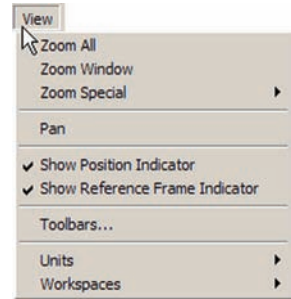 View
Zoom All
Zoom Window
Zoom Special
Pan
Show Position Indicator
Show Reference Frame Indicator
Toolbars...
Units
Workspaces